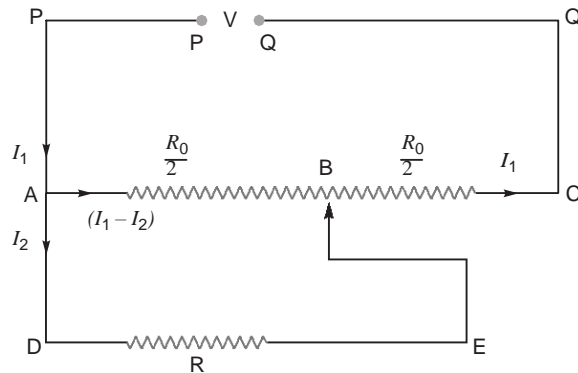 P V Q
P Q
R₀/2 B R₀/2
I₁ I₁
A C
(I₁ – I₂)
I₂
D R E